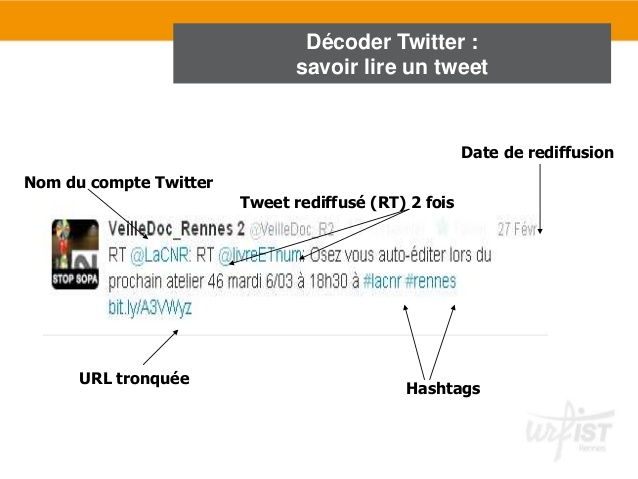 Décoder Twitter :
savoir lire un tweet
Date de rediffusion
Nom du compte Twitter
Tweet rediffusé (RT) 2 fois
VeilleDoc_Rennes 2 @VeilleDoc_R2 27 Févr
RT @LaCNR: RT @livreETnum: Osez vous auto-éditer lors du
prochain atelier 46 mardi 6/03 à 18h30 à #lacnr #rennes
bit.ly/A3VWyz
STOP SOPA
URL tronquée
Hashtags
urfIST
Rennes